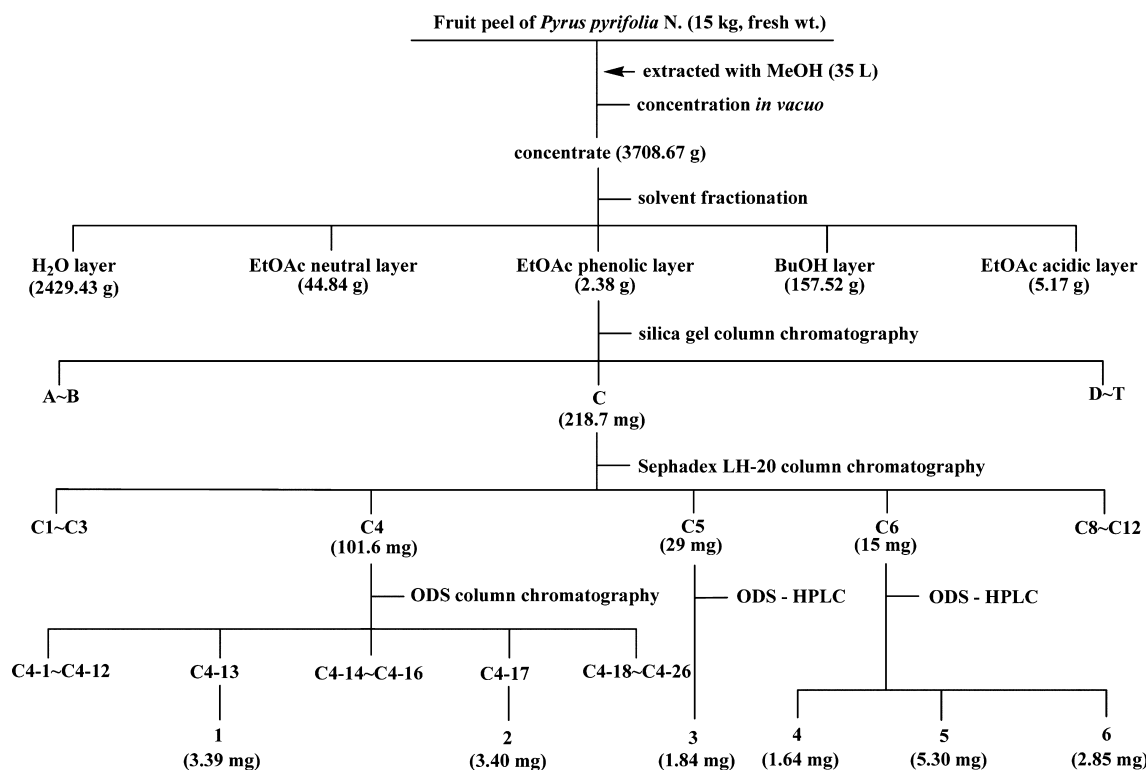 Fruit peel of Pyrus pyrifolia N. (15 kg, fresh wt.)
extracted with MeOH (35 L)
concentration in vacuo
concentrate (3708.67 g)
solvent fractionation
H₂O layer
(2429.43 g)
EtOAc neutral layer
(44.84 g)
EtOAc phenolic layer
(2.38 g)
BuOH layer
(157.52 g)
EtOAc acidic layer
(5.17 g)
silica gel column chromatography
A~B
C
(218.7 mg)
D~T
Sephadex LH-20 column chromatography
C1~C3
C4
(101.6 mg)
C5
(29 mg)
C6
(15 mg)
C8~C12
ODS column chromatography
ODS - HPLC
ODS - HPLC
C4-1~C4-12
C4-13
C4-14~C4-16
C4-17
C4-18~C4-26
1
(3.39 mg)
2
(3.40 mg)
3
(1.84 mg)
4
(1.64 mg)
5
(5.30 mg)
6
(2.85 mg)